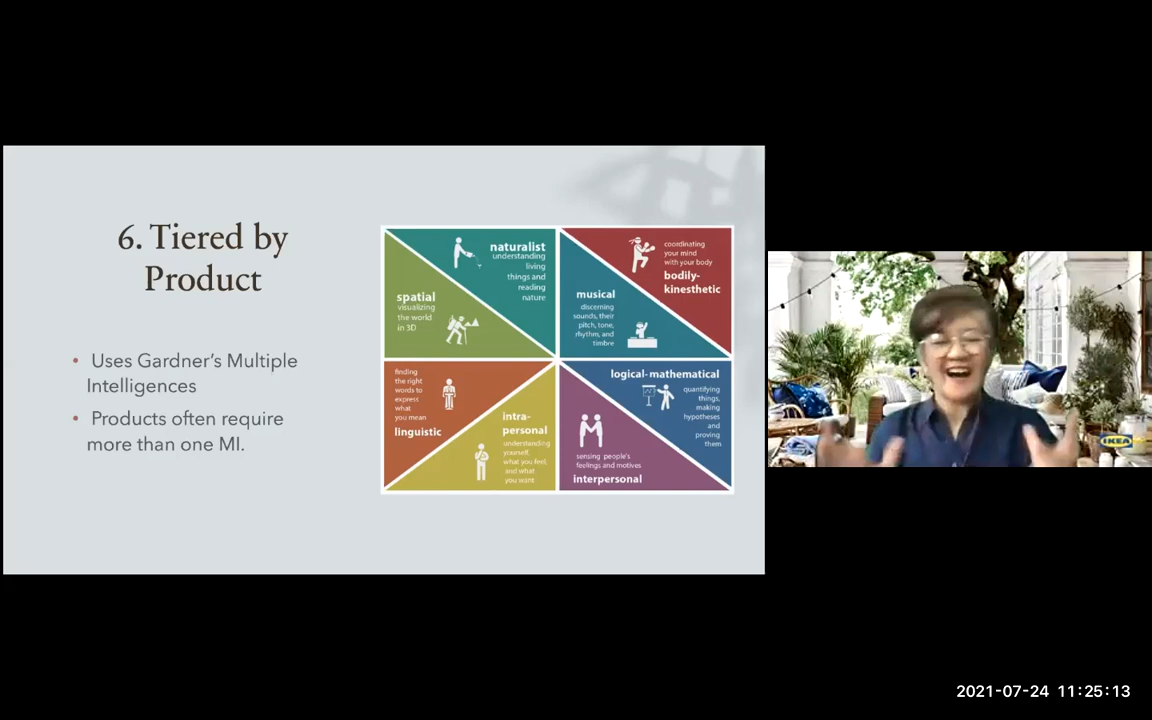 6. Tiered by
Product
• Uses Gardner's Multiple
Intelligences
• Products often require
more than one MI.
naturalist
understanding
living
things and
reading
nature
spatial
visualizing
the world
in 3D
coordinating
your mind
with your body
bodily-
kinesthetic
musical
discerning
sounds, their
pitch, tone,
rhythm, and
timbre
finding
the right
words to
express
what
you mean
linguistic
intra-
personal
understanding
yourself,
what you feel,
and what
you want
logical-mathematical
quantifying
things,
making
hypotheses
and
proving
them
sensing people's
feelings and motives
interpersonal
IKEA
2021-07-24 11:25:13